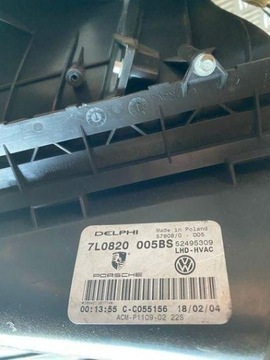 DELPHI
Made in Poland
57808/0 - 005
7L0820 005BS 52495309
LHD-HVAC
PORSCHE
00:13:55 C-C055156 18/02/04
ACM-P1109-02 22S